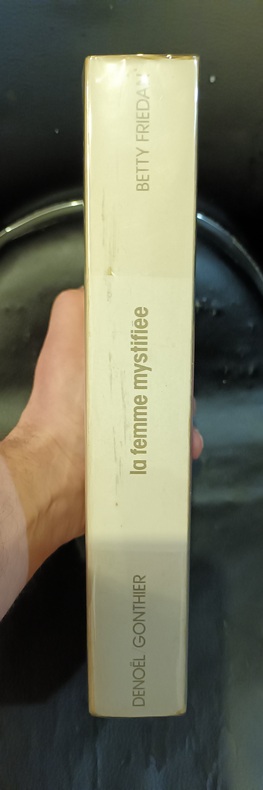 BETTY FRIEDAN
la femme mystifiée
DENOËL GONTHIER